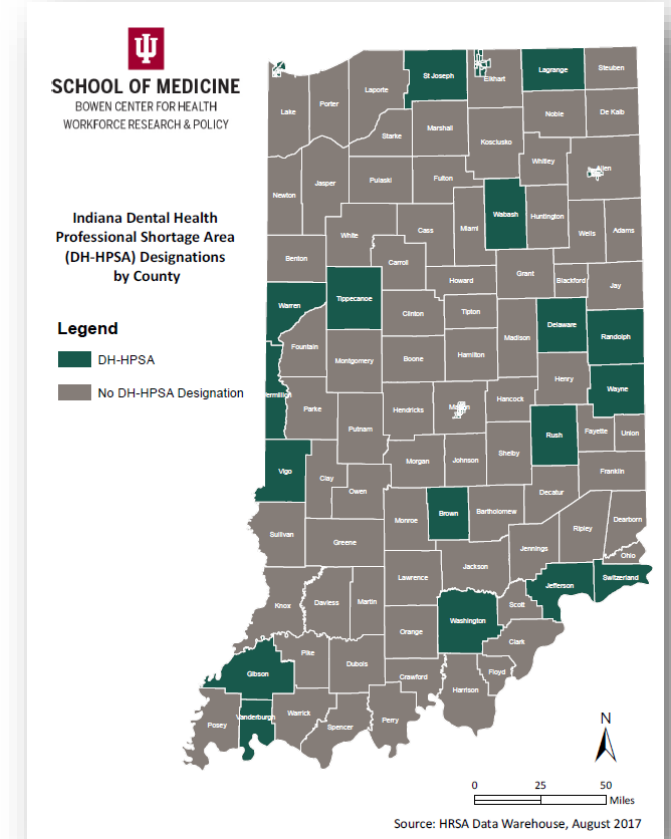 SCHOOL OF MEDICINE
BOWEN CENTER FOR HEALTH
WORKFORCE RESEARCH & POLICY
Indiana Dental Health
Professional Shortage Area
(DH-HPSA) Designations
by County
Legend
DH-HPSA
No DH-HPSA Designation
St Joseph
Elkhart
Lagrange
Steuben
Lake
Porter
Laporte
Noble
De Kalb
Starke
Marshall
Kosciusko
Whitley
Allen
Newton
Jasper
Pulaski
Fulton
Wabash
Huntington
White
Cass
Miami
Wells
Adams
Benton
Carroll
Howard
Grant
Blackford
Jay
Warren
Tippecanoe
Clinton
Tipton
Delaware
Randolph
Fountain
Montgomery
Boone
Hamilton
Madison
Henry
Wayne
Vermillion
Parke
Putnam
Hendricks
Hancock
Rush
Fayette
Union
Vigo
Clay
Owen
Morgan
Johnson
Shelby
Franklin
Sullivan
Greene
Monroe
Brown
Bartholomew
Decatur
Ripley
Dearborn
Ohio
Jennings
Jackson
Lawrence
Jefferson
Switzerland
Knox
Daviess
Martin
Orange
Washington
Scott
Clark
Gibson
Pike
Dubois
Crawford
Harrison
Floyd
Posey
Vanderburgh
Warrick
Spencer
Perry
N
0 25 50
Miles
Source: HRSA Data Warehouse, August 2017